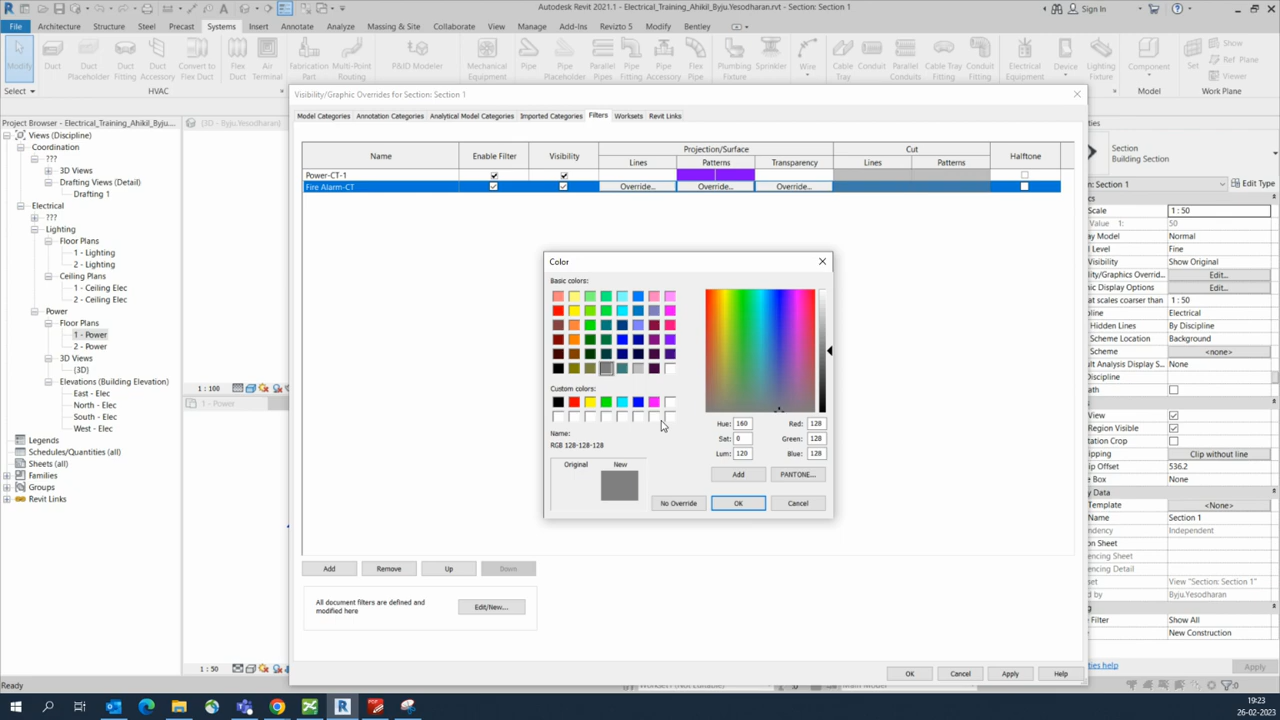 Autodesk Revit 2021.1 - Electrical_Training_Ahikil_Byju.Yesodharan.rvt - Section: Section 1
Sign In
File Architecture Structure Steel Precast Systems Insert Annotate Analyze Massing & Site Collaborate View Manage Add-Ins Revizto 5 Modify Bentley
Modify Duct Duct Placeholder Duct Fitting Duct Accessory Convert to Flex Duct Flex Duct Air Terminal Fabrication Part Multi-Point Routing P&ID Modeler Mechanical Equipment Pipe Pipe Placeholder Parallel Pipes Pipe Fitting Pipe Accessory Flex Pipe Plumbing Fixture Sprinkler Wire Cable Tray Conduit Parallel Conduits Cable Tray Fitting Conduit Fitting Electrical Equipment Device Lighting Fixture Component Set
Show
Ref Plane
Viewer
Select HVAC Model Work Plane
Project Browser - Electrical_Training_Ahikil_Byju...
Views (Discipline)
Coordination
???
3D Views
Drafting Views (Detail)
Drafting 1
Electrical
???
Lighting
Floor Plans
1 - Lighting
2 - Lighting
Ceiling Plans
1 - Ceiling Elec
2 - Ceiling Elec
Power
Floor Plans
1 - Power
2 - Power
3D Views
{3D}
Elevations (Building Elevation)
East - Elec
North - Elec
South - Elec
West - Elec
Legends
Schedules/Quantities (all)
Sheets (all)
Families
Groups
Revit Links
{3D - Byju.Yesodharan}
1 : 100
1 - Power
1 : 50
Visibility/Graphic Overrides for Section: Section 1
Model Categories Annotation Categories Analytical Model Categories Imported Categories Filters Worksets Revit Links
Name Enable Filter Visibility Projection/Surface Cut Halftone
Lines Patterns Transparency Lines Patterns
Power-CT-1
Fire Alarm-CT Override... Override... Override...
Color
Basic colors:
Custom colors:
Name:
RGB 128-128-128
Original New
Hue: 160 Red: 128
Sat: 0 Green: 128
Lum: 120 Blue: 128
Add PANTONE...
No Override OK Cancel
Add Remove Up Down
All document filters are defined and
modified here
Edit/New...
OK Cancel Apply Help
Section
Building Section
: Section 1 Edit Type
Scale 1 : 50
Value 1: 50
Model Normal
Level Fine
Visibility Show Original
Edit...
Edit...
1 : 50
Electrical
Hidden Lines By Discipline
Scheme Location Background
Scheme <none>
None
Discipline
View
Region Visible
Clip without line
Offset 536.2
Box None
Data
Template <None>
Name Section 1
Independent
View "Section: Section 1"
by Byju.Yesodharan
Filter Show All
New Construction
help Apply
Ready
Main Model
:0
19:23
26-02-2023